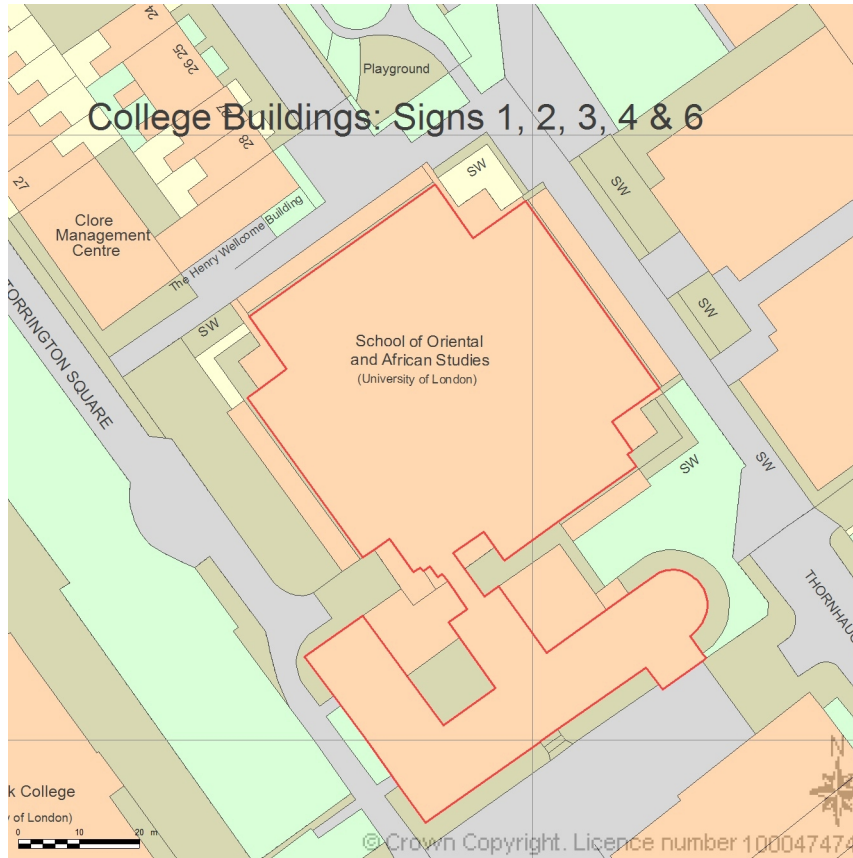 24
26 25
Playground
College Buildings: Signs 1, 2, 3, 4 & 6
27
28
SW
SW
27
Clore
Management
Centre
The Henry Wellcome Building
SW
SW
TORRINGTON SQUARE
School of Oriental
and African Studies
(University of London)
SW
SW
THORNHAUG
N
k College
y of London)
0 10 20 m
© Crown Copyright. Licence number 100047474